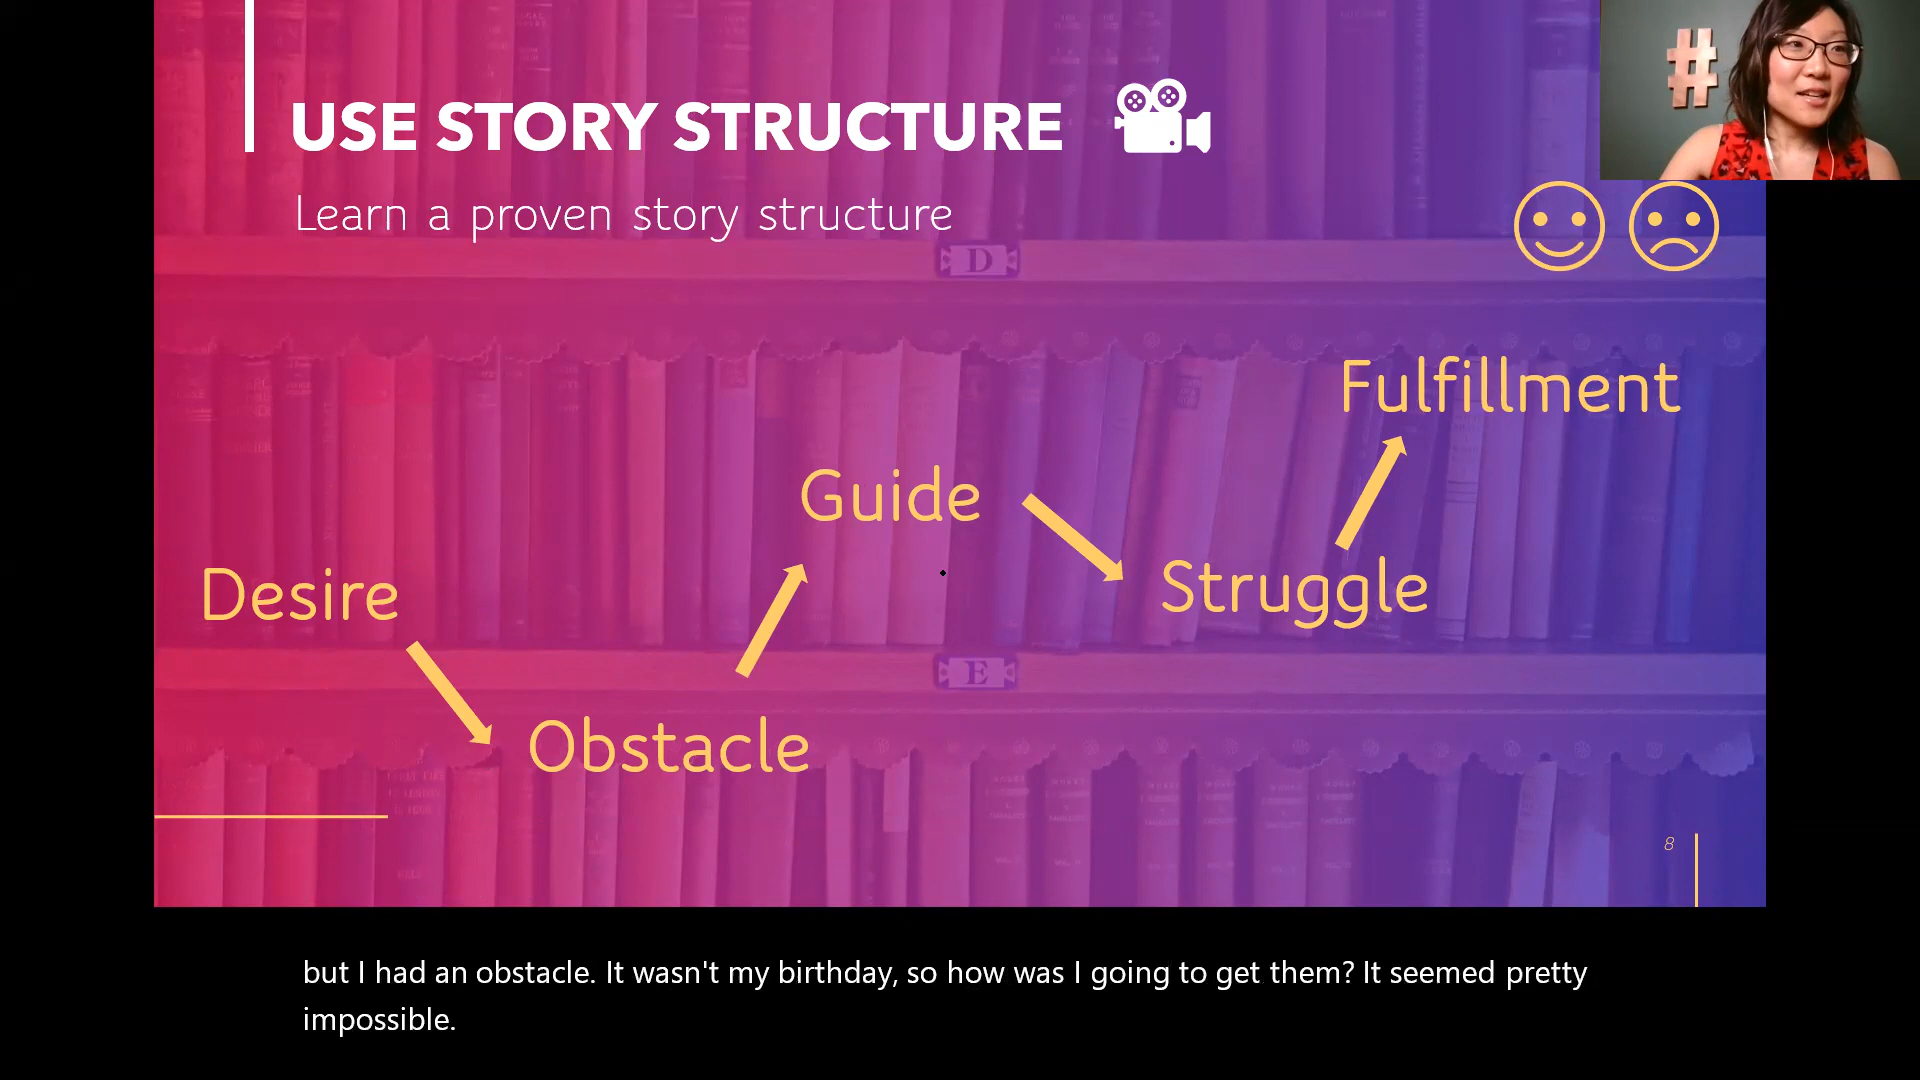 USE STORY STRUCTURE
Learn a proven story structure
#
D
Fulfillment
Guide
Desire
Struggle
E
Obstacle
8
but I had an obstacle. It wasn't my birthday, so how was I going to get them? It seemed pretty
impossible.